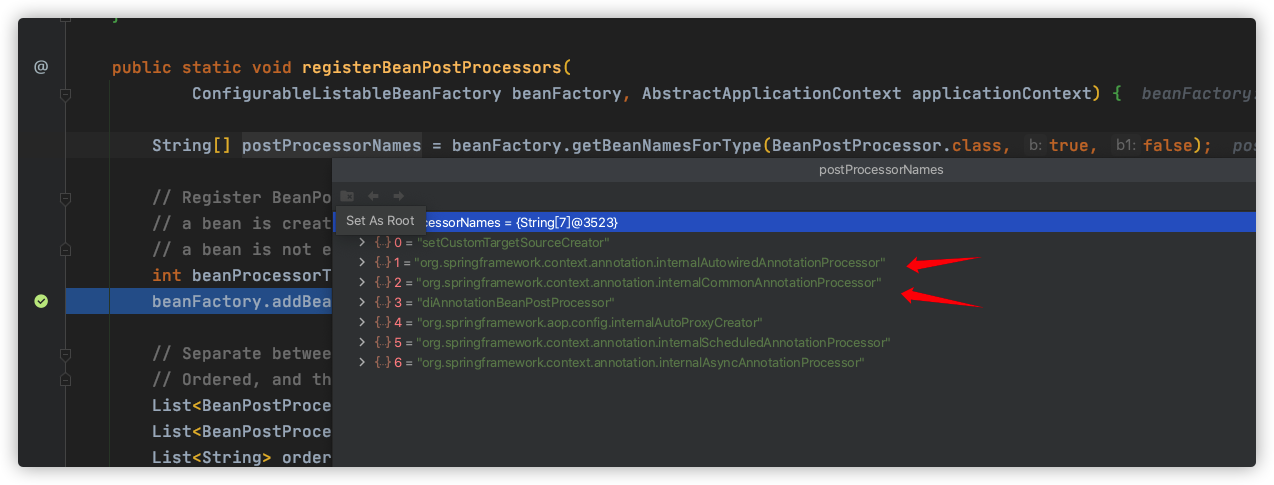 }
@
public static void registerBeanPostProcessors(
ConfigurableListableBeanFactory beanFactory, AbstractApplicationContext applicationContext) { beanFactory:
String[] postProcessorNames = beanFactory.getBeanNamesForType(BeanPostProcessor.class, b: true, b1: false); pos
postProcessorNames
// Register BeanPo
Set As Root
cessorNames = {String[7]@3523}
// a bean is creat
0 = "setCustomTargetSourceCreator"
// a bean is not e
1 = "org.springframework.context.annotation.internalAutowiredAnnotationProcessor"
int beanProcessorT
2 = "org.springframework.context.annotation.internalCommonAnnotationProcessor"
beanFactory.addBea
3 = "diAnnotationBeanPostProcessor"
4 = "org.springframework.aop.config.internalAutoProxyCreator"
5 = "org.springframework.context.annotation.internalScheduledAnnotationProcessor"
// Separate betwee
6 = "org.springframework.context.annotation.internalAsyncAnnotationProcessor"
// Ordered, and th
List<BeanPostProce
List<BeanPostProce
List<String> order